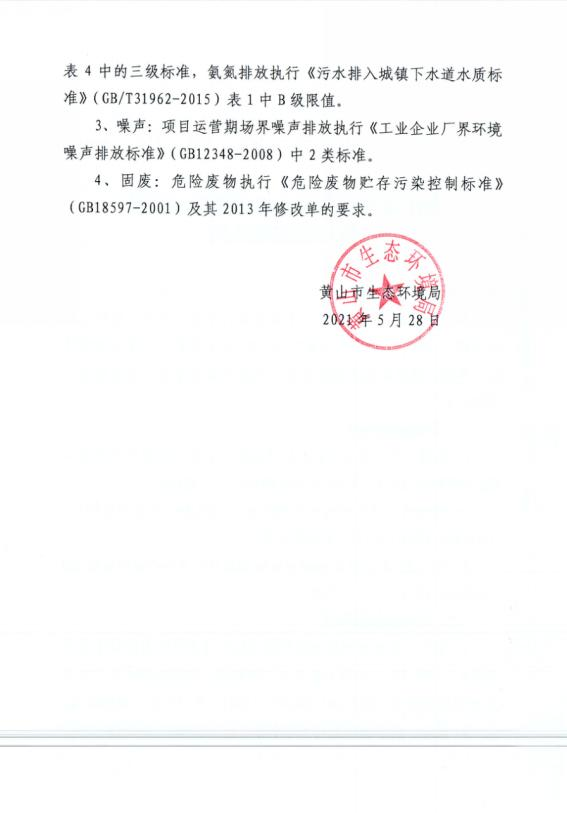 表 4 中的三级标准，氨氮排放执行《污水排入城镇下水道水质标
准》（GB/T31962-2015）表 1 中 B 级限值。
3、噪声：项目运营期场界噪声排放执行《工业企业厂界环境
噪声排放标准》（GB12348-2008）中 2 类标准。
4、固废：危险废物执行《危险废物贮存污染控制标准》
（GB18597-2001）及其 2013 年修改单的要求。
黄山市生态环境局
黄山市生态环境局
2021 年 5 月 28 日